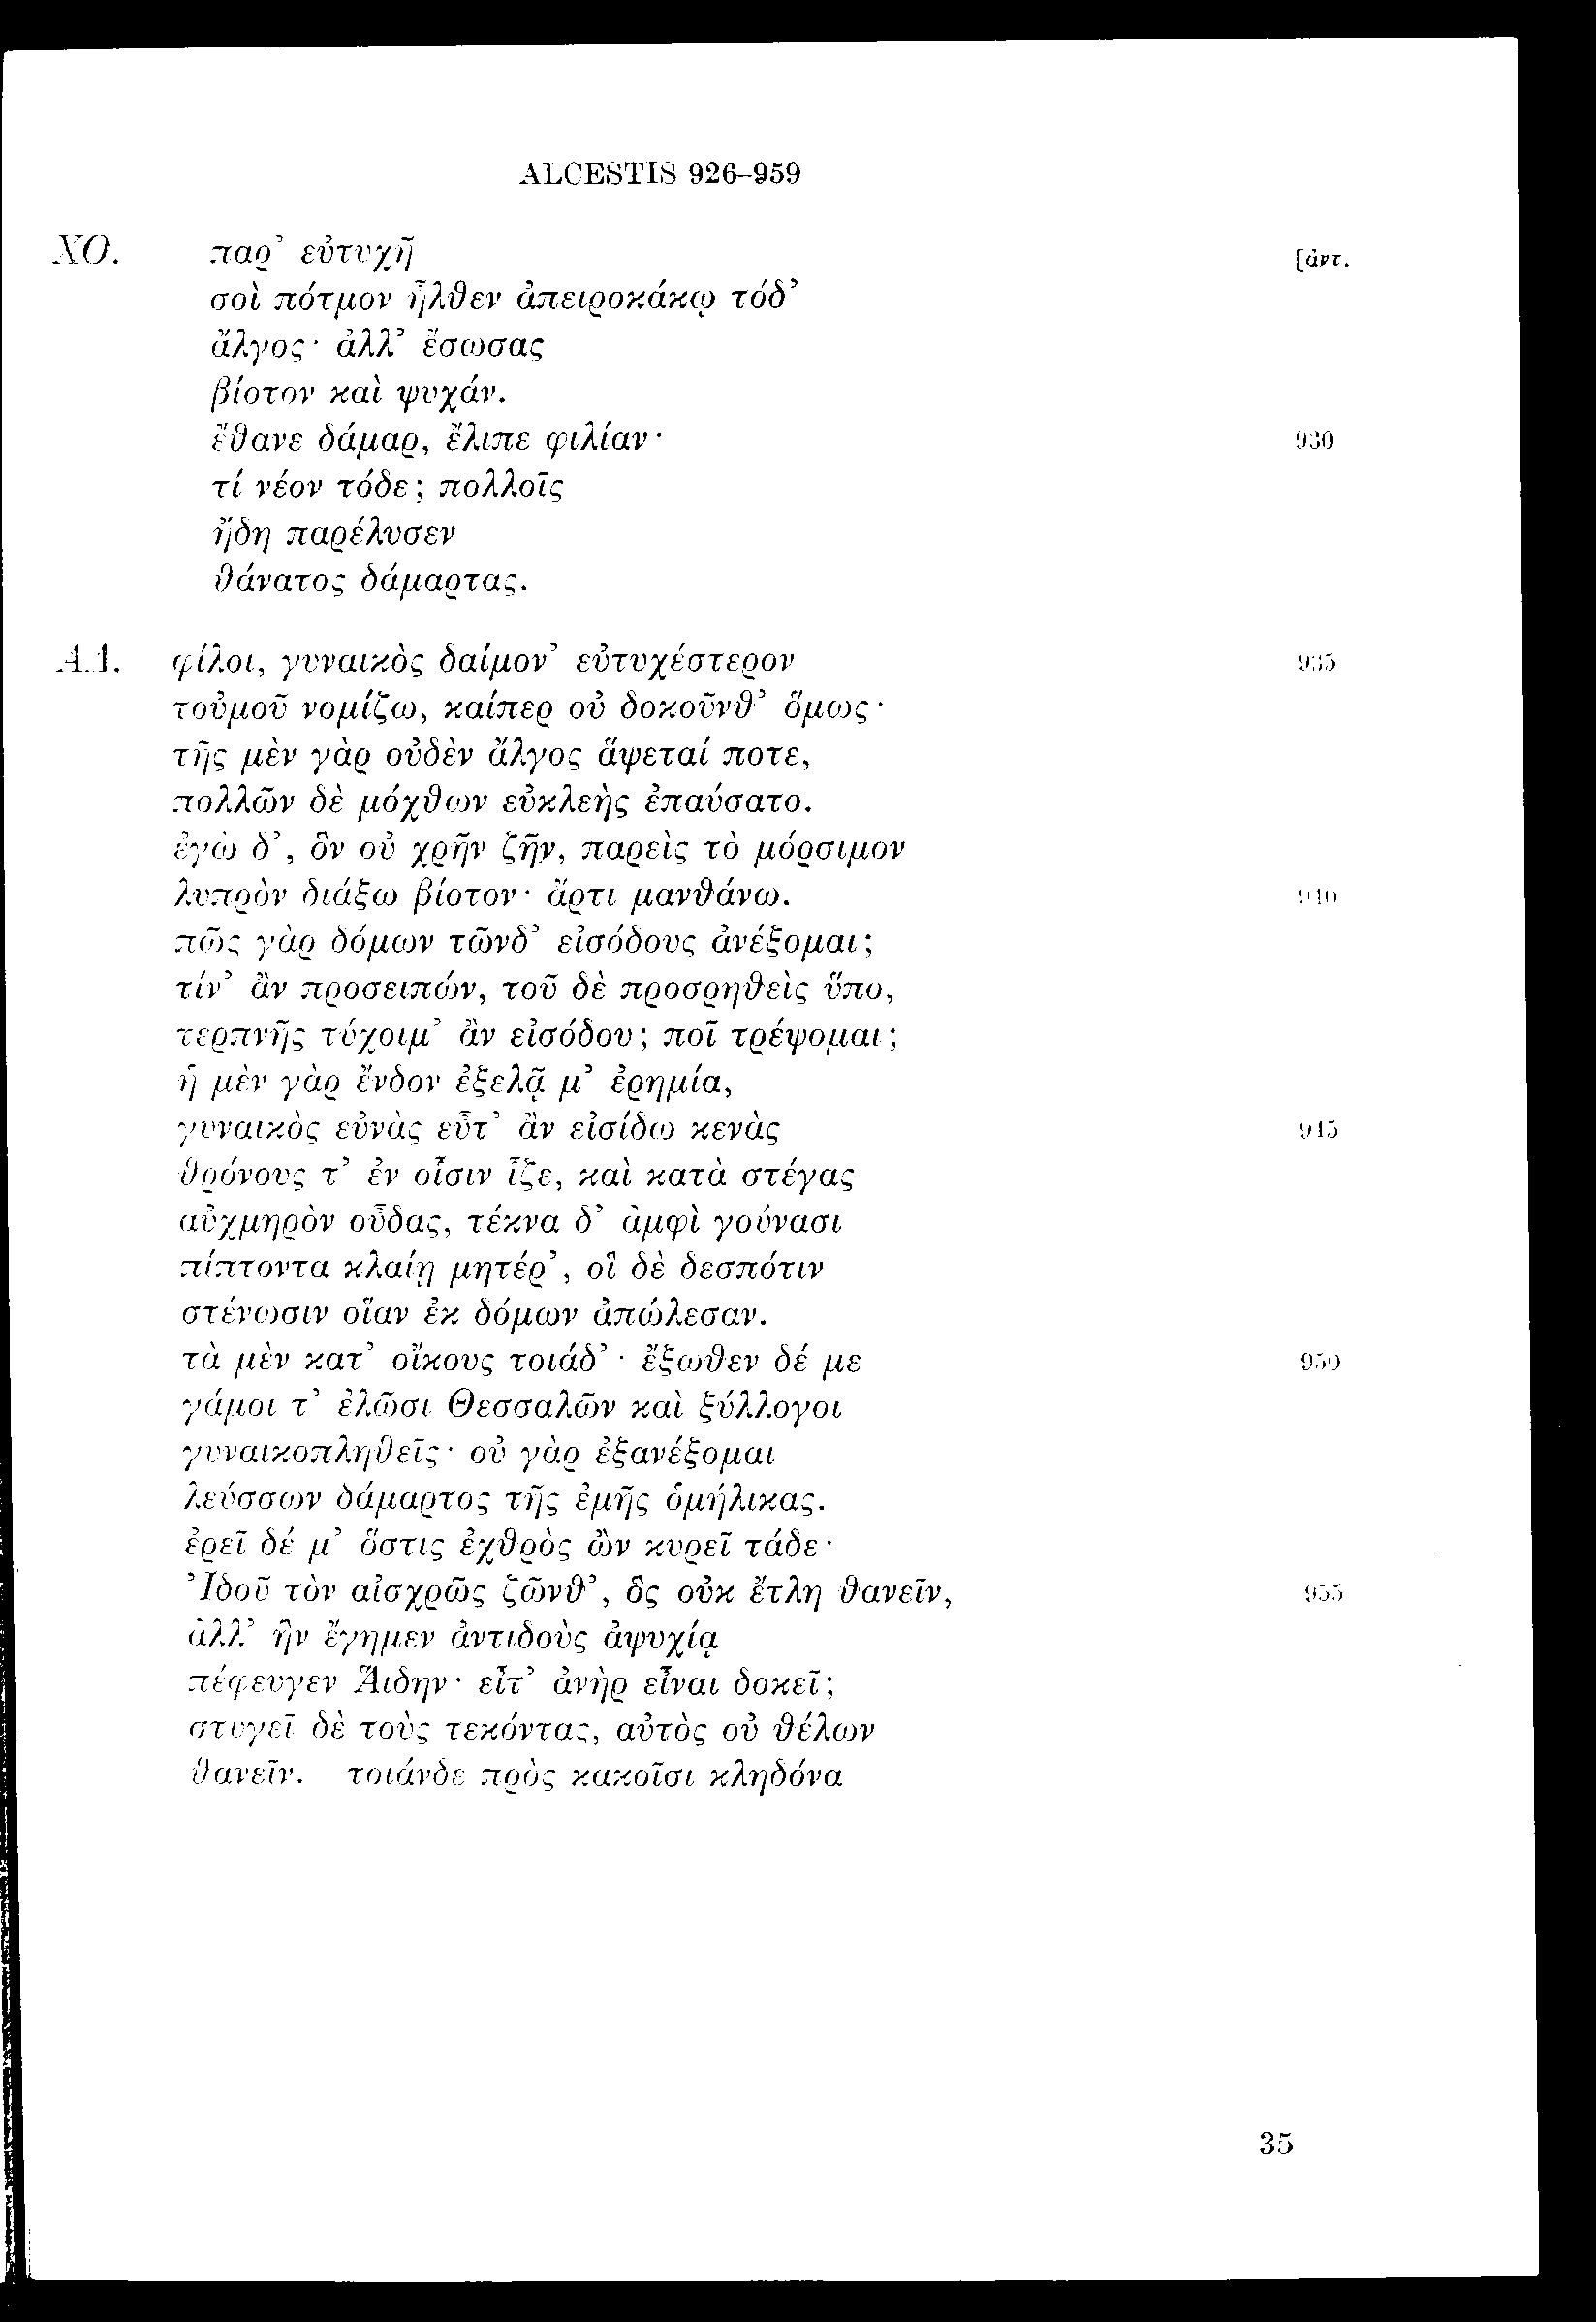 ALCESTIS 926-959
ΧΟ. παρ’ εὐτυχῆ [ἀντ.
σοὶ πότμον ἦλθεν ἀπειροκάκῳ τόδ’
ἄλγος· ἀλλ’ ἔσωσας
βίοτον καὶ ψυχάν.
ἔθανε δάμαρ, ἔλιπε φιλίαν· 930
τί νέον τόδε; πολλοῖς
ἤδη παρέλυσεν
θάνατος δάμαρτας.
ΑΔ. φίλοι, γυναικὸς δαίμον’ εὐτυχέστερον 935
τοὐμοῦ νομίζω, καίπερ οὐ δοκοῦνθ’ ὅμως·
τῆς μὲν γὰρ οὐδὲν ἄλγος ἅψεταί ποτε,
πολλῶν δὲ μόχθων εὐκλεὴς ἐπαύσατο.
ἐγὼ δ’, ὃν οὐ χρῆν ζῆν, παρεὶς τὸ μόρσιμον
λυπρὸν διάξω βίοτον· ἄρτι μανθάνω. 940
πῶς γὰρ δόμων τῶνδ’ εἰσόδους ἀνέξομαι;
τίν’ ἂν προσειπών, τοῦ δὲ προσρηθεὶς ὕπο,
τερπνῆς τύχοιμ’ ἂν εἰσόδου; ποῖ τρέψομαι;
ἡ μὲν γὰρ ἔνδον ἐξελᾷ μ’ ἐρημία,
γυναικὸς εὐνὰς εὖτ’ ἂν εἰσίδω κενὰς 945
θρόνους τ’ ἐν οἷσιν ἷζε, καὶ κατὰ στέγας
αὐχμηρὸν οὖδας, τέκνα δ’ ἀμφὶ γούνασι
πίπτοντα κλαίῃ μητέρ’, οἳ δὲ δεσπότιν
στένωσιν οἵαν ἐκ δόμων ἀπώλεσαν.
τὰ μὲν κατ’ οἴκους τοιάδ’· ἔξωθεν δέ με 950
γάμοι τ’ ἐλῶσι Θεσσαλῶν καὶ ξύλλογοι
γυναικοπληθεῖς· οὐ γὰρ ἐξανέξομαι
λεύσσων δάμαρτος τῆς ἐμῆς ὁμήλικας.
ἐρεῖ δέ μ’ ὅστις ἐχθρὸς ὢν κυρεῖ τάδε·
Ἰδοῦ τὸν αἰσχρῶς ζῶνθ’, ὃς οὐκ ἔτλη θανεῖν, 955
ἀλλ’ ἣν ἔγημεν ἀντιδοὺς ἀψυχίᾳ
πέφευγεν Ἅιδην· εἶτ’ ἀνὴρ εἶναι δοκεῖ;
στυγεῖ δὲ τοὺς τεκόντας, αὐτὸς οὐ θέλων
θανεῖν. τοιάνδε πρὸς κακοῖσι κληδόνα
35